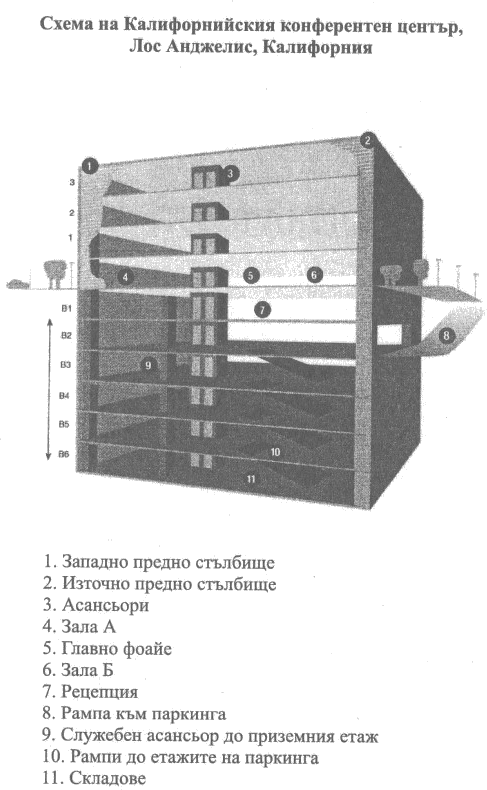 Схема на Калифорнийския конферентен център,
Лос Анджелис, Калифорния
1
2
3
3
2
1
4
5
6
B1
7
B2
8
B3
9
B4
B5
10
B6
11
1. Западно предно стълбище
2. Източно предно стълбище
3. Асансьори
4. Зала А
5. Главно фоайе
6. Зала Б
7. Рецепция
8. Рампа към паркинга
9. Служебен асансьор до приземния етаж
10. Рампи до етажите на паркинга
11. Складове